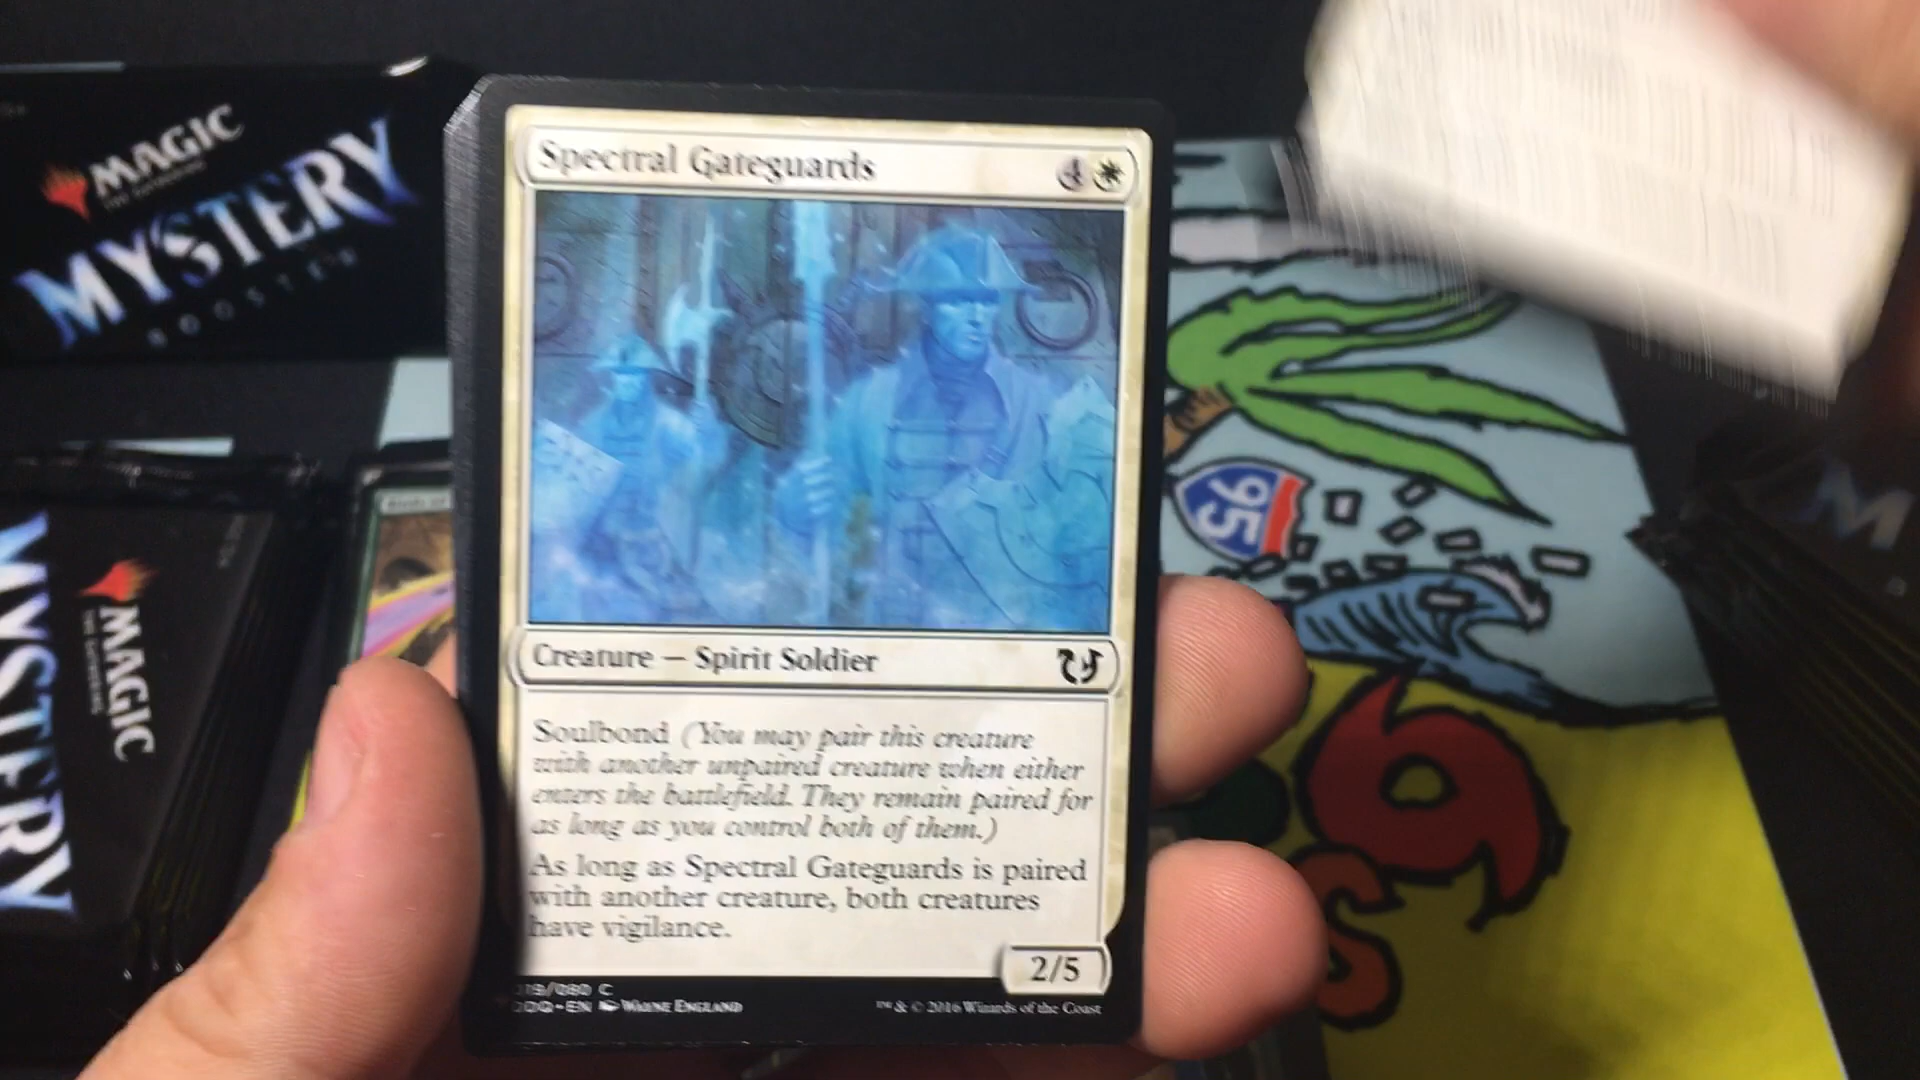 MAGIC
THE GATHERING
MYSTERY
BOOSTER
Spectral Gateguards
4
Creature — Spirit Soldier
Soulbond (You may pair this creature
with another unpaired creature when either
enters the battlefield. They remain paired for
as long as you control both of them.)
As long as Spectral Gateguards is paired
with another creature, both creatures
have vigilance.
2/5
019/080 C
DDQ • EN Wayne England
™ & © 2016 Wizards of the Coast
MAGIC
THE GATHERING
MYSTERY
95
M